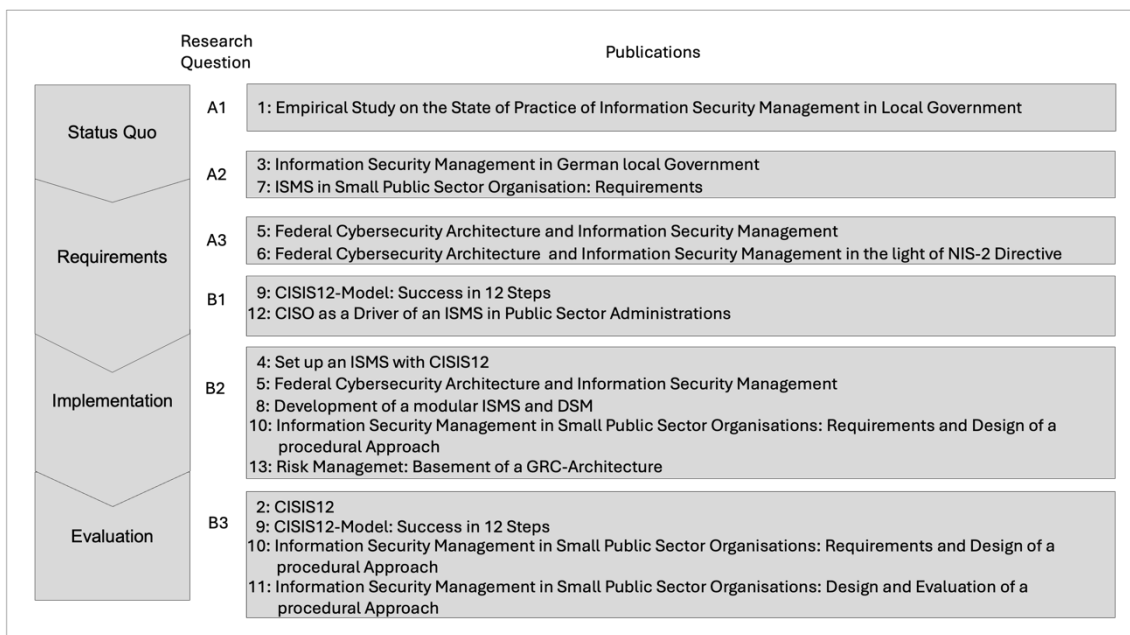 Research
Question
Publications
Status Quo
A1
1: Empirical Study on the State of Practice of Information Security Management in Local Government
A2
3: Information Security Management in German local Government
7: ISMS in Small Public Sector Organisation: Requirements
Requirements
A3
5: Federal Cybersecurity Architecture and Information Security Management
6: Federal Cybersecurity Architecture and Information Security Management in the light of NIS-2 Directive
B1
9: CISIS12-Model: Success in 12 Steps
12: CISO as a Driver of an ISMS in Public Sector Administrations
Implementation
B2
4: Set up an ISMS with CISIS12
5: Federal Cybersecurity Architecture and Information Security Management
8: Development of a modular ISMS and DSM
10: Information Security Management in Small Public Sector Organisations: Requirements and Design of a
procedural Approach
13: Risk Managemet: Basement of a GRC-Architecture
Evaluation
B3
2: CISIS12
9: CISIS12-Model: Success in 12 Steps
10: Information Security Management in Small Public Sector Organisations: Requirements and Design of a
procedural Approach
11: Information Security Management in Small Public Sector Organisations: Design and Evaluation of a
procedural Approach